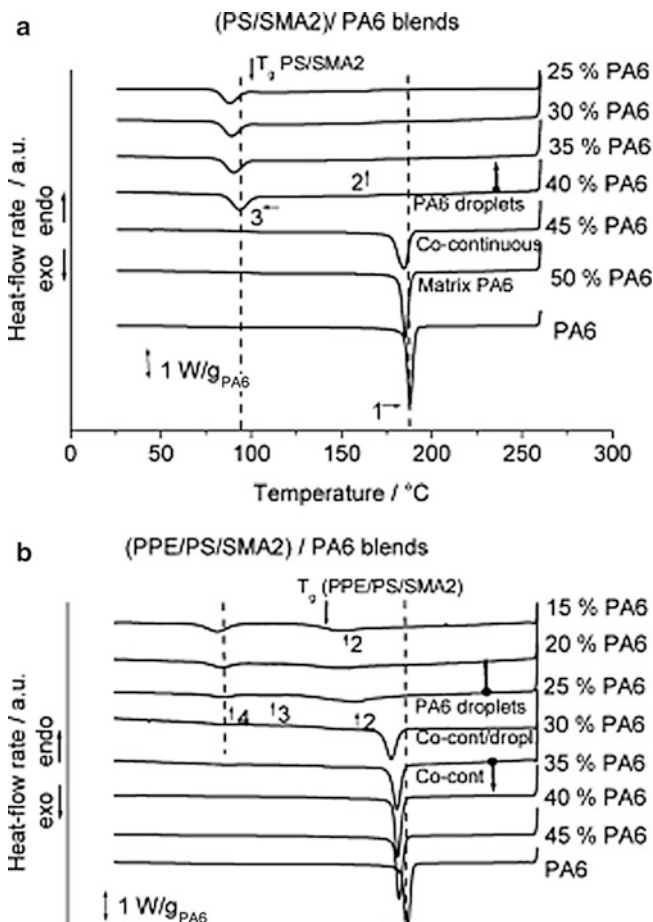 a
(PS/SMA2)/ PA6 blends
Tg PS/SMA2
25 % PA6
30 % PA6
35 % PA6
2
40 % PA6
PA6 droplets
3
45 % PA6
Co-continuous
Matrix PA6
50 % PA6
PA6
1 W/gPA6
1
Heat-flow rate / a.u.
exo endo
0 50 100 150 200 250 300
Temperature / °C
b
(PPE/PS/SMA2) / PA6 blends
Tg (PPE/PS/SMA2)
15 % PA6
2
20 % PA6
25 % PA6
PA6 droplets
4 3 2
30 % PA6
Co-cont/dropl.
35 % PA6
Co-cont
40 % PA6
45 % PA6
PA6
1 W/gPA6
Heat-flow rate / a.u.
exo endo